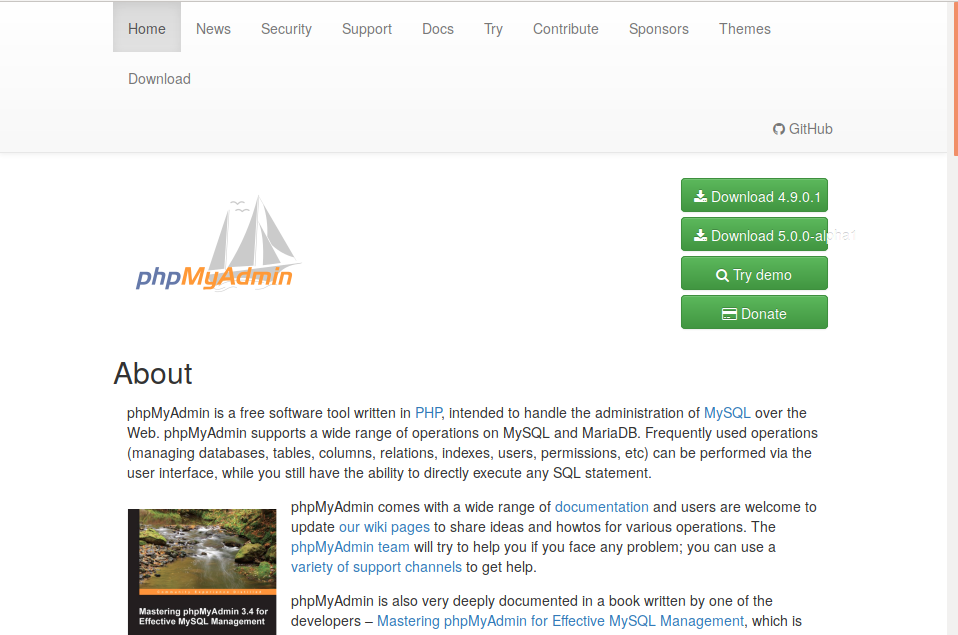 Home News Security Support Docs Try Contribute Sponsors Themes
Download
GitHub
phpMyAdmin
Download 4.9.0.1
Download 5.0.0-alpha1
Try demo
Donate
About
phpMyAdmin is a free software tool written in PHP, intended to handle the administration of MySQL over the
Web. phpMyAdmin supports a wide range of operations on MySQL and MariaDB. Frequently used operations
(managing databases, tables, columns, relations, indexes, users, permissions, etc) can be performed via the
user interface, while you still have the ability to directly execute any SQL statement.
phpMyAdmin comes with a wide range of documentation and users are welcome to
update our wiki pages to share ideas and howtos for various operations. The
phpMyAdmin team will try to help you if you face any problem; you can use a
variety of support channels to get help.
Community Experience Distilled
Mastering phpMyAdmin 3.4 for
Effective MySQL Management
phpMyAdmin is also very deeply documented in a book written by one of the
developers – Mastering phpMyAdmin for Effective MySQL Management, which is